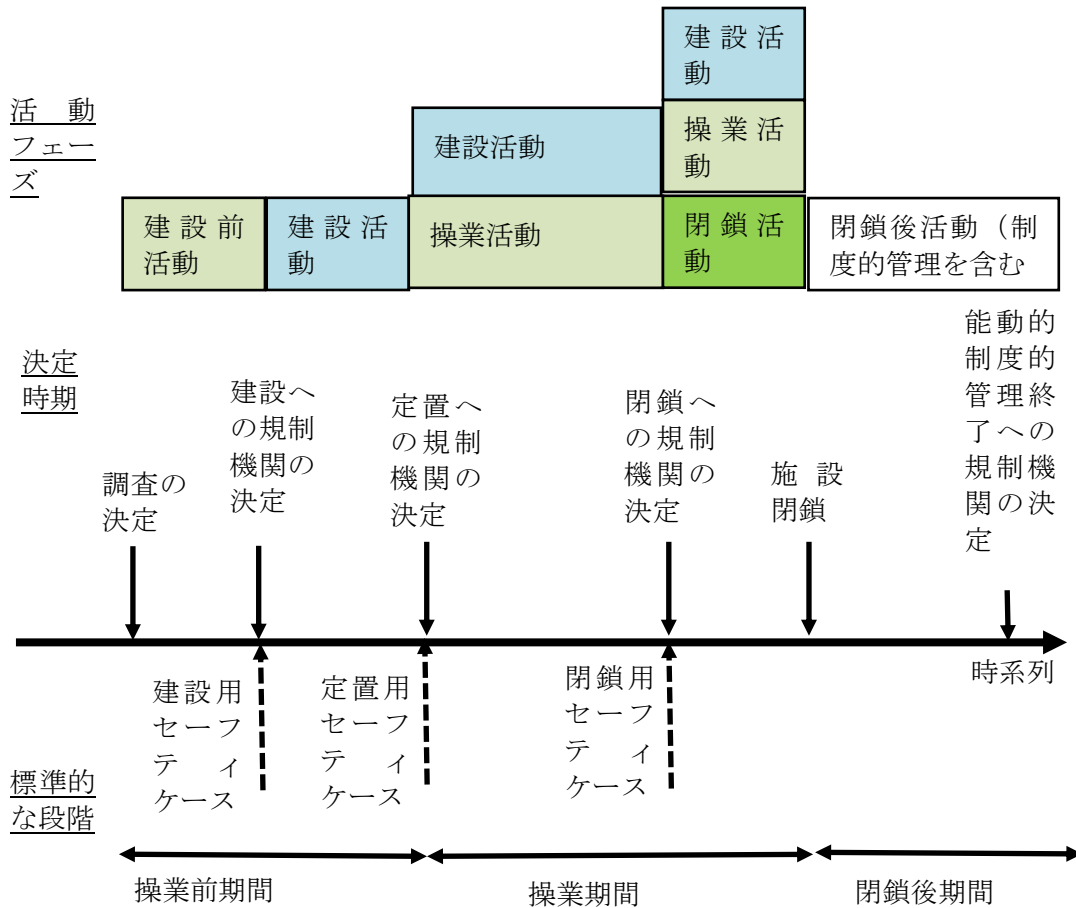 建設活
動
活動
フェー
ズ
建設活動
操業活
動
建設前
活動
建設活
動
操業活動
閉鎖活
動
閉鎖後活動（制
度的管理を含む
決定
時期
調査の
決定
建設へ
の規制
機関の
決定
定置へ
の規制
機関の
決定
閉鎖へ
の規制
機関の
決定
施設
閉鎖
能動的
制度的
管理終
了への
規制機
関の決
定
時系列
標準的
な段階
建設用
セーフ
ティ
ケース
定置用
セーフ
ティ
ケース
閉鎖用
セーフ
ティ
ケース
操業前期間
操業期間
閉鎖後期間